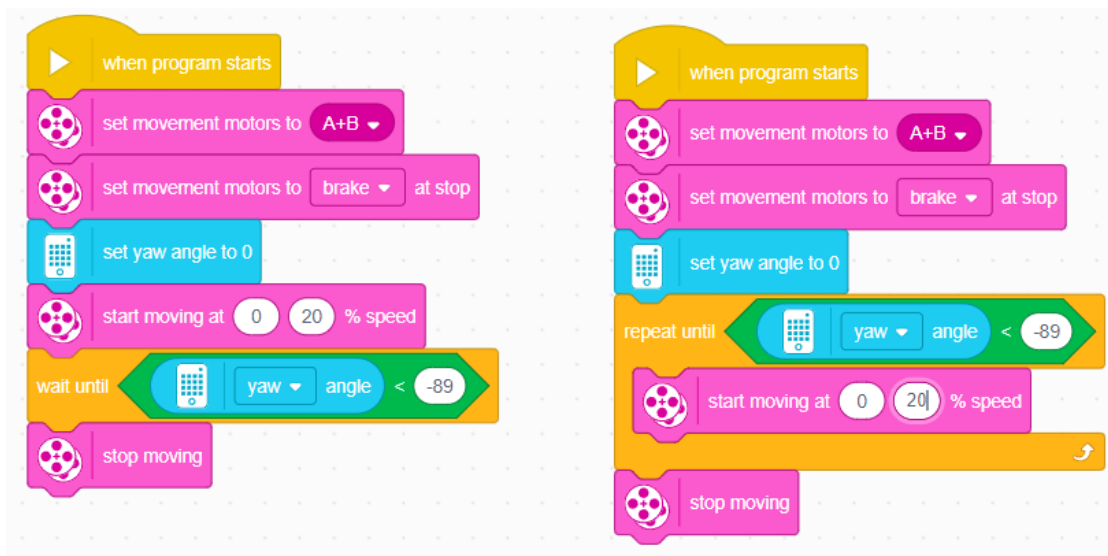 when program starts
set movement motors to A+B
set movement motors to brake at stop
set yaw angle to 0
start moving at 0 20 % speed
wait until yaw angle < -89
stop moving
when program starts
set movement motors to A+B
set movement motors to brake at stop
set yaw angle to 0
repeat until yaw angle < -89
start moving at 0 20 % speed
stop moving